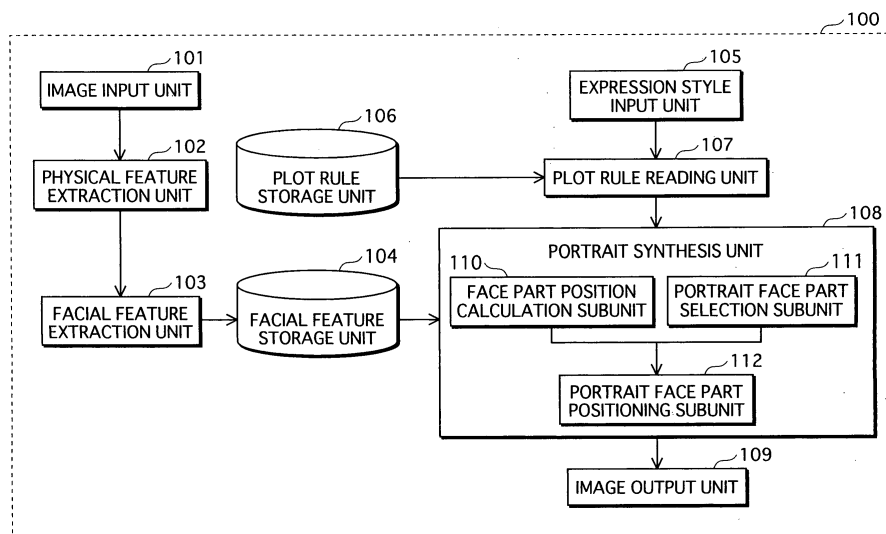 100
101
IMAGE INPUT UNIT
105
EXPRESSION STYLE
INPUT UNIT
102
PHYSICAL FEATURE
EXTRACTION UNIT
106
PLOT RULE
STORAGE UNIT
107
PLOT RULE READING UNIT
108
PORTRAIT SYNTHESIS UNIT
103
FACIAL FEATURE
EXTRACTION UNIT
104
FACIAL FEATURE
STORAGE UNIT
110
FACE PART POSITION
CALCULATION SUBUNIT
111
PORTRAIT FACE PART
SELECTION SUBUNIT
112
PORTRAIT FACE PART
POSITIONING SUBUNIT
109
IMAGE OUTPUT UNIT